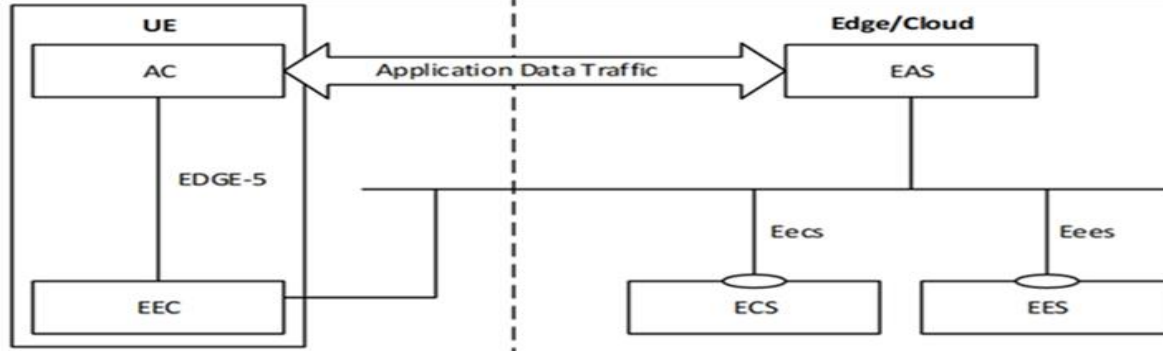 UE
Edge/Cloud
AC
Application Data Traffic
EAS
EDGE-5
Eecs
Eees
EEC
ECS
EES